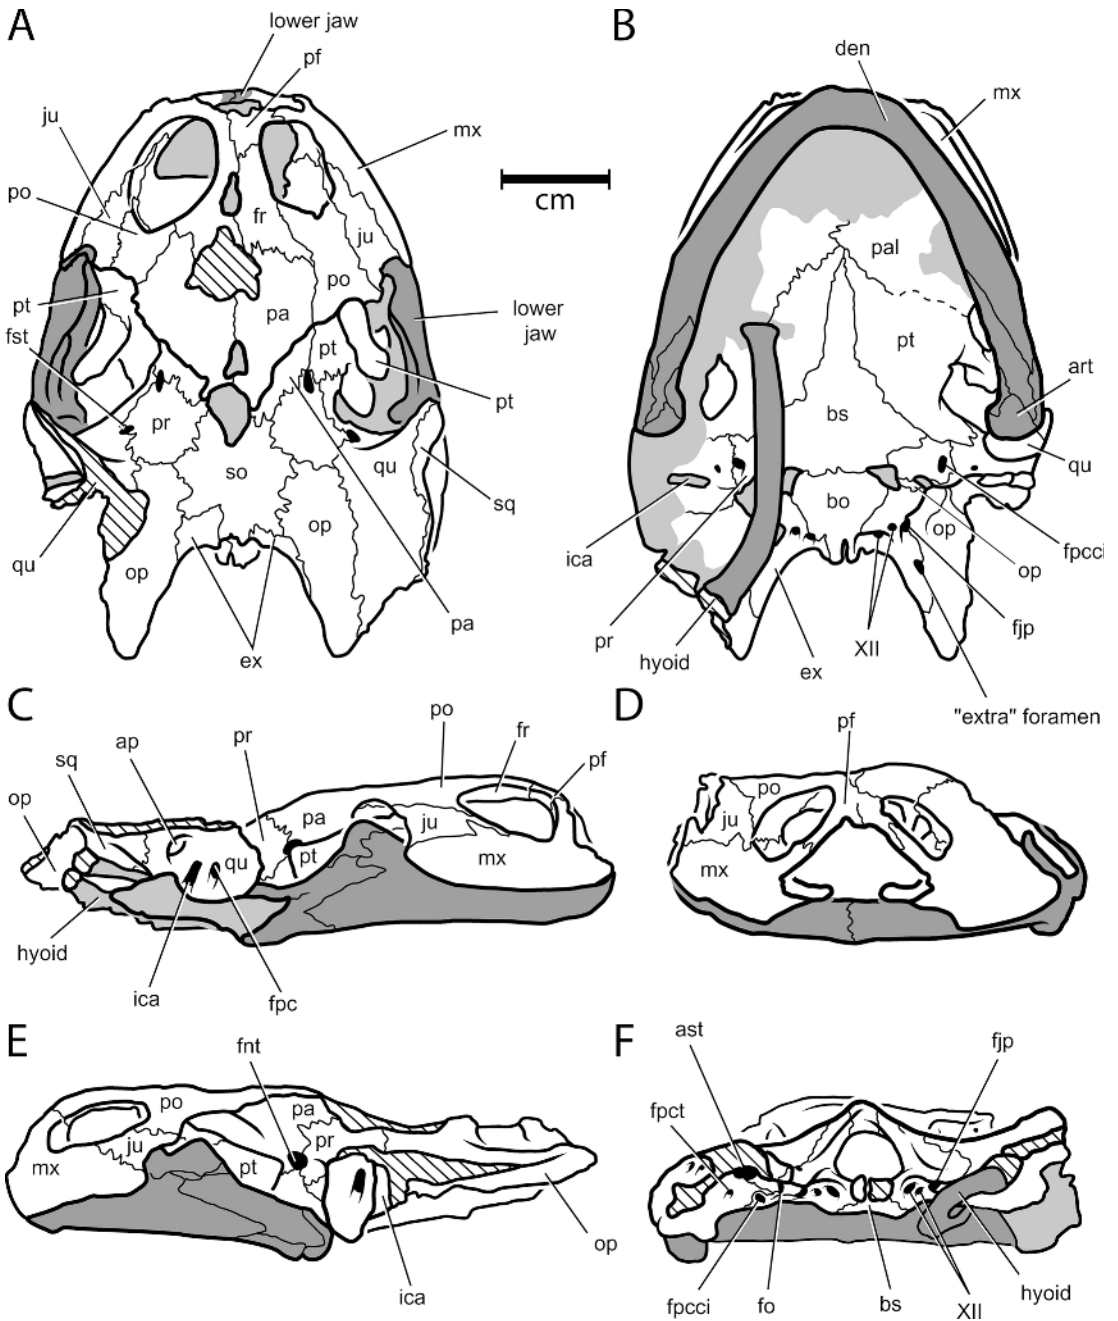 A
lower jaw
pf
ju
mx
po
fr
ju
po
pt
pa
lower
jaw
fst
pt
pt
pr
so
qu
sq
op
qu
op
pa
ex
cm
B
den
mx
pal
pt
art
bs
qu
bo
op
ica
fpcci
op
pr
hyoid
XII
fjp
ex
"extra" foramen
C
po
fr
ap
pr
pf
sq
op
pa
ju
pt
qu
mx
hyoid
ica
fpc
D
pf
po
ju
mx
E
fnt
po
pa
pr
ju
mx
pt
op
ica
F
ast
fjp
fpct
hyoid
fpcci
fo
bs
XII